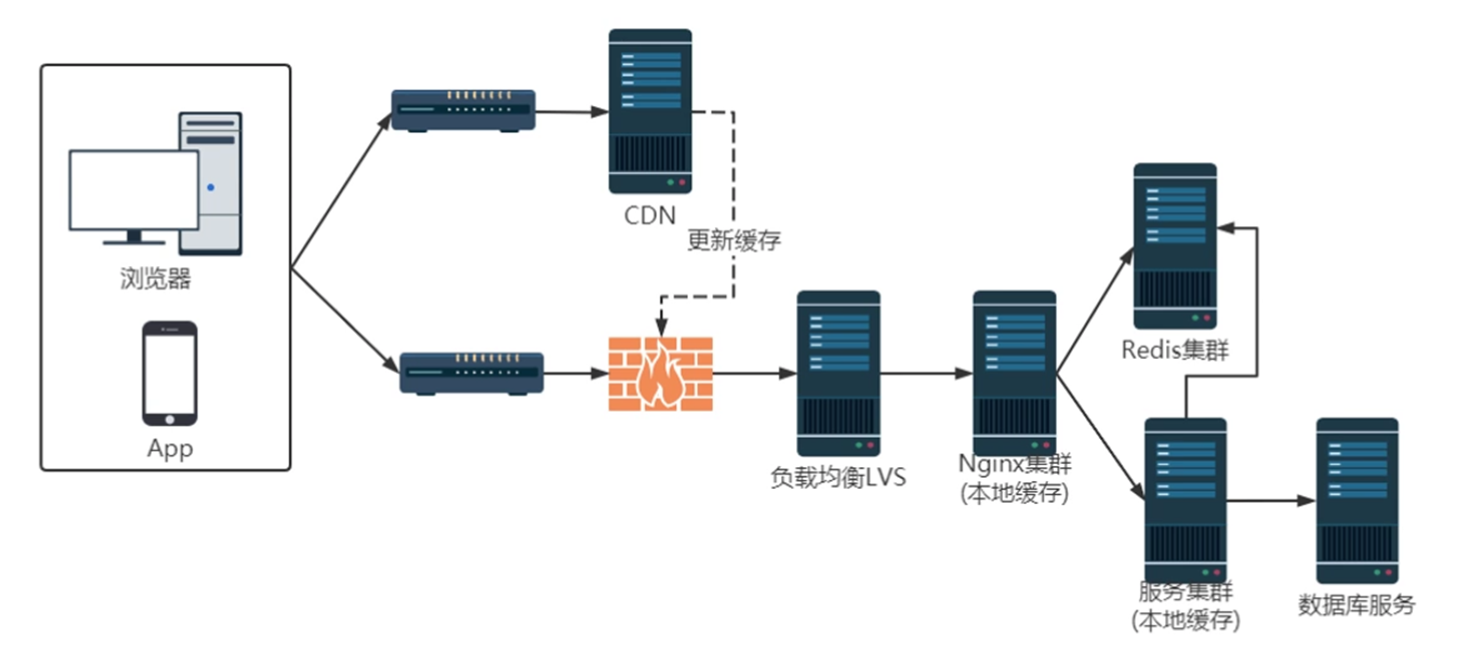 CDN
更新缓存
浏览器
App
负载均衡LVS
Nginx集群
(本地缓存)
Redis集群
服务集群
(本地缓存)
数据库服务